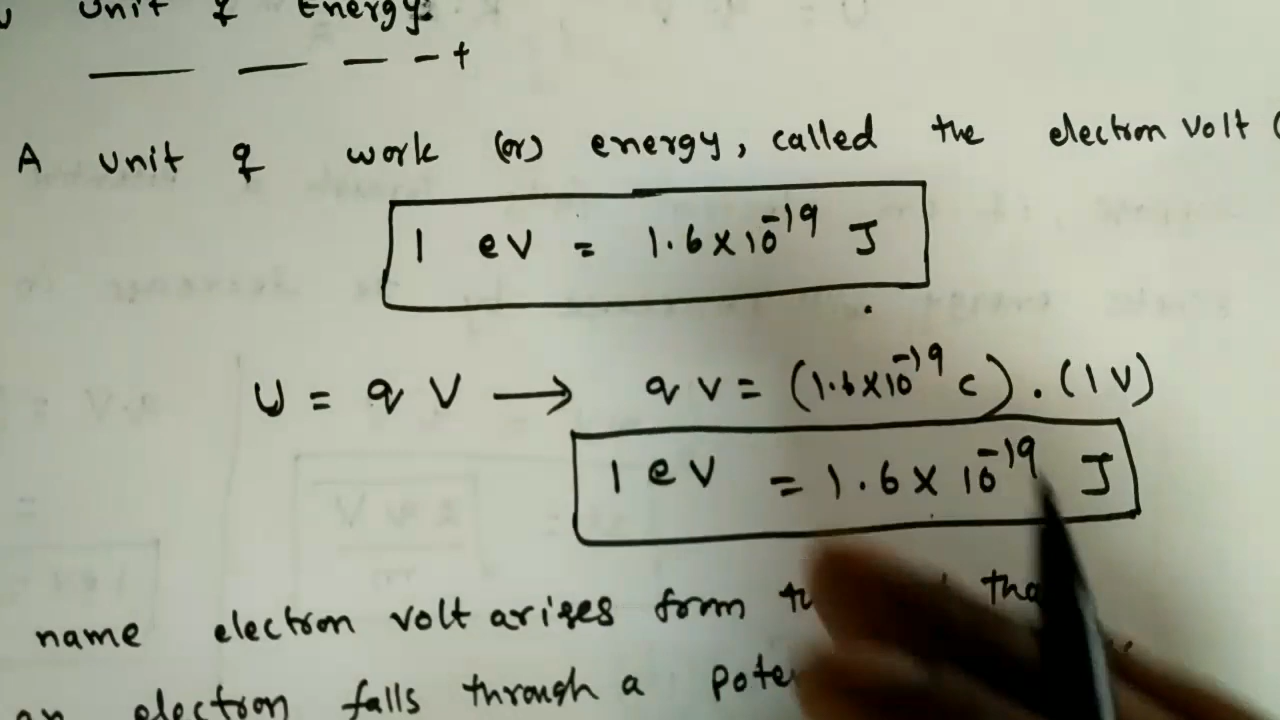 unit of Energy:
A unit of work (or) energy, called the electron volt (
1 eV = 1.6×10⁻¹⁹ J
U = qV → qV = (1.6×10⁻¹⁹ C) . (1V)
1 eV = 1.6 × 10⁻¹⁹ J
name electron volt arises from
an electron falls through a